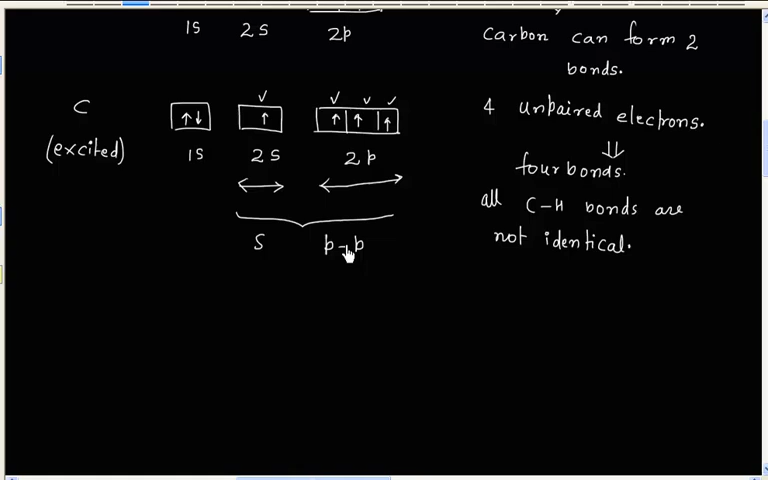 1s 2s 2p
carbon can form 2
bonds.
C ↑↓ ↑ ↑ ↑ ↑
4 unpaired electrons.
(excited) 1s 2s 2p
⇓
four bonds.
all C-H bonds are
not identical.
s p-p